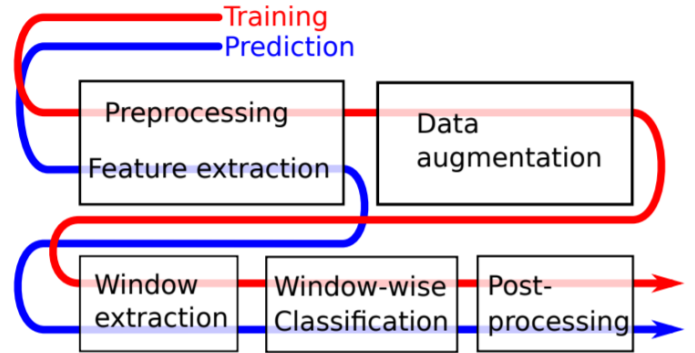 Training
Prediction
Preprocessing
Feature extraction
Data
augmentation
Window
extraction
Window-wise
Classification
Post-
processing